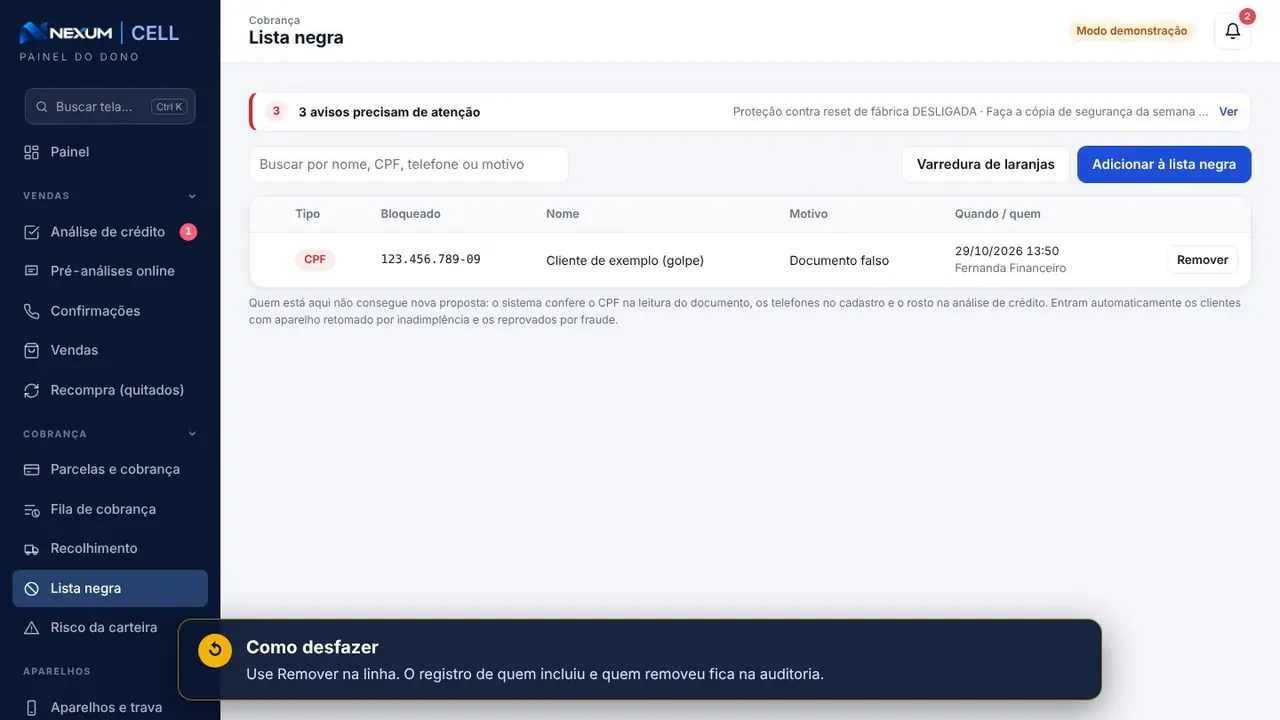 NEXUM | CELL
PAINEL DO DONO
Buscar tela... Ctrl K
Painel
VENDAS
Análise de crédito 1
Pré-análises online
Confirmações
Vendas
Recompra (quitados)
COBRANÇA
Parcelas e cobrança
Fila de cobrança
Recolhimento
Lista negra
Risco da carteira
APARELHOS
Aparelhos e trava
Cobrança
Lista negra
Modo demonstração
2
3 3 avisos precisam de atenção Proteção contra reset de fábrica DESLIGADA · Faça a cópia de segurança da semana ... Ver
Buscar por nome, CPF, telefone ou motivo Varredura de laranjas Adicionar à lista negra
Tipo Bloqueado Nome Motivo Quando / quem
CPF 123.456.789-09 Cliente de exemplo (golpe) Documento falso 29/10/2026 13:50 Remover
Fernanda Financeiro
Quem está aqui não consegue nova proposta: o sistema confere o CPF na leitura do documento, os telefones no cadastro e o rosto na análise de crédito. Entram automaticamente os clientes
com aparelho retomado por inadimplência e os reprovados por fraude.
Como desfazer
Use Remover na linha. O registro de quem incluiu e quem removeu fica na auditoria.